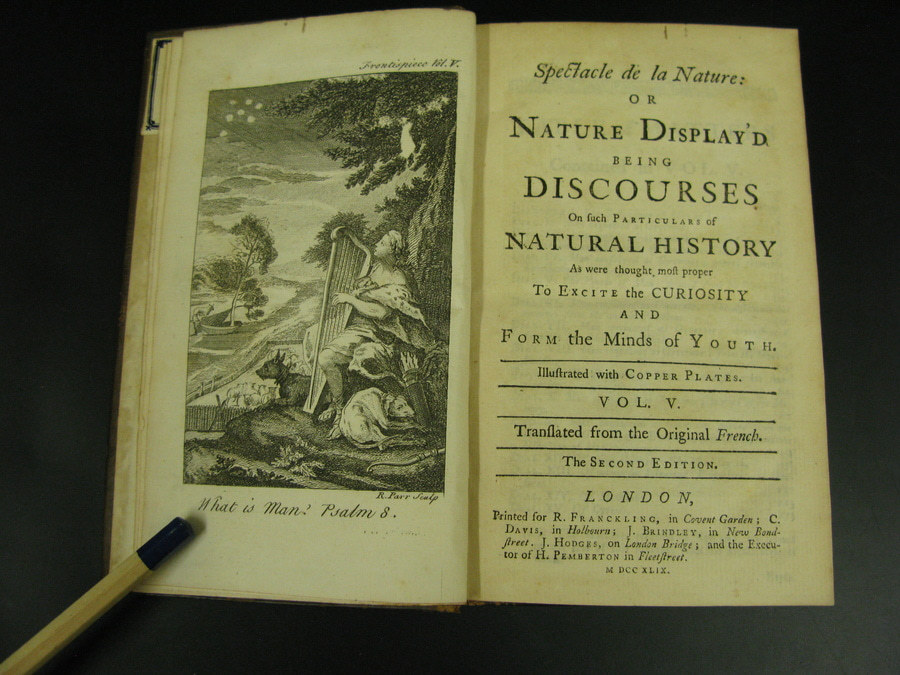 Frontispiece Vol. V.
R. Parr Sculp
What is Man? Psalm 8.
Spectacle de la Nature:
OR
NATURE DISPLAY'D
BEING
DISCOURSES
On ſuch PARTICULARS of
NATURAL HISTORY
As were thought moſt proper
To EXCITE the CURIOSITY
AND
FORM the Minds of YOUTH.
Illuſtrated with COPPER PLATES.
VOL. V.
Tranſlated from the Original French.
The SECOND EDITION.
LONDON,
Printed for R. FRANCKLING, in Covent Garden; C.
DAVIS, in Holbourn; J. BRINDLEY, in New Bond-
ſtreet. J. HODGES, on London Bridge; and the Execu-
tor of H. PEMBERTON in Fleetſtreet.
M DCC XLIX.